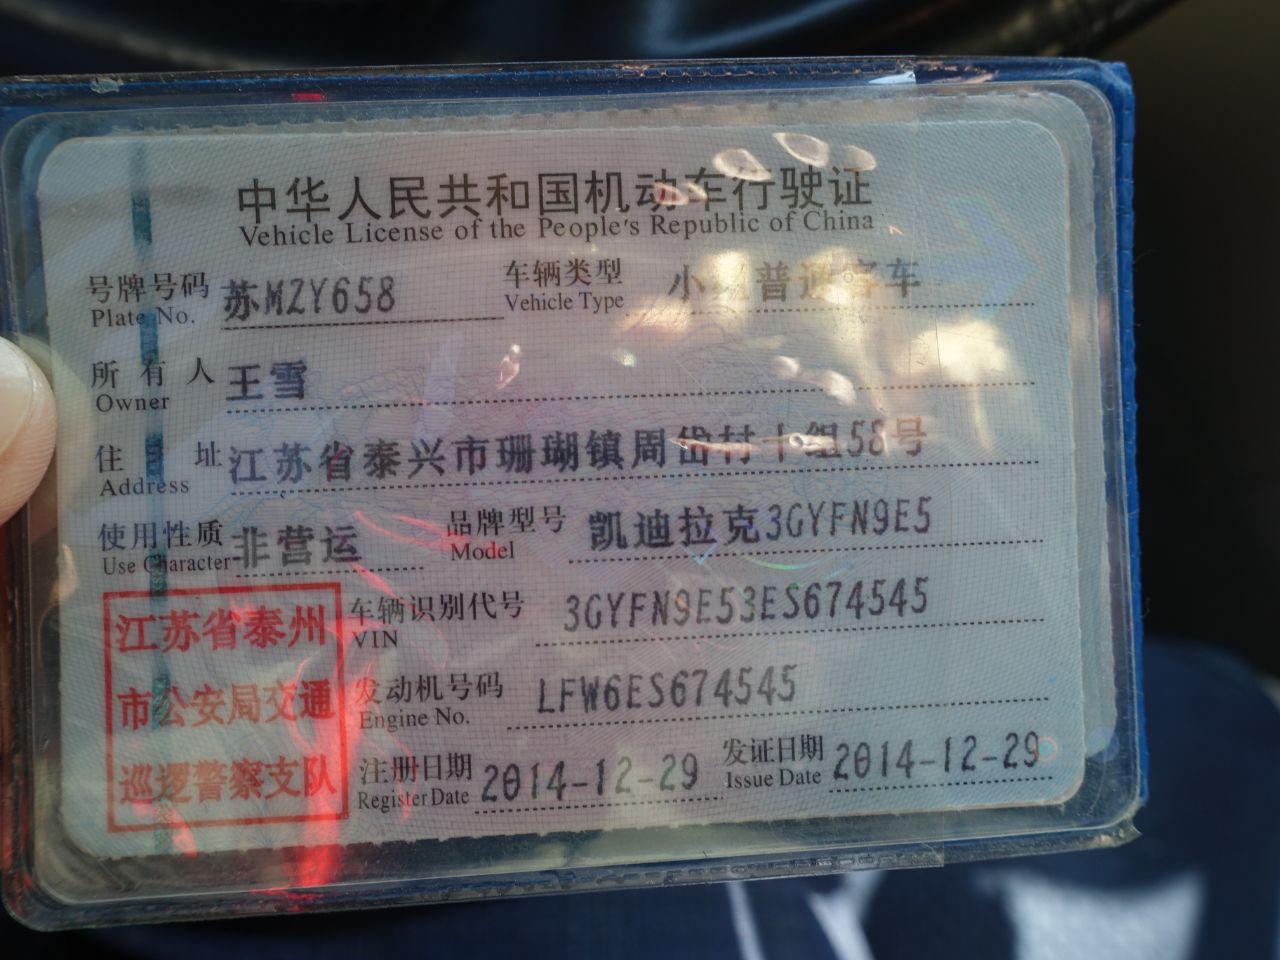 中华人民共和国机动车行驶证
Vehicle License of the People's Republic of China
号牌号码 苏MZY658 车辆类型 小型普通客车
Plate No. Vehicle Type
所有人 王雪
Owner
住址 江苏省泰兴市珊瑚镇周岱村十组58号
Address
使用性质 非营运 品牌型号 凯迪拉克3GYFN9E5
Use Character Model
车辆识别代号 3GYFN9E53ES674545
VIN
发动机号码 LFW6ES674545
Engine No.
注册日期 2014-12-29 发证日期 2014-12-29
Register Date Issue Date
江苏省泰州
市公安局交通
巡逻警察支队